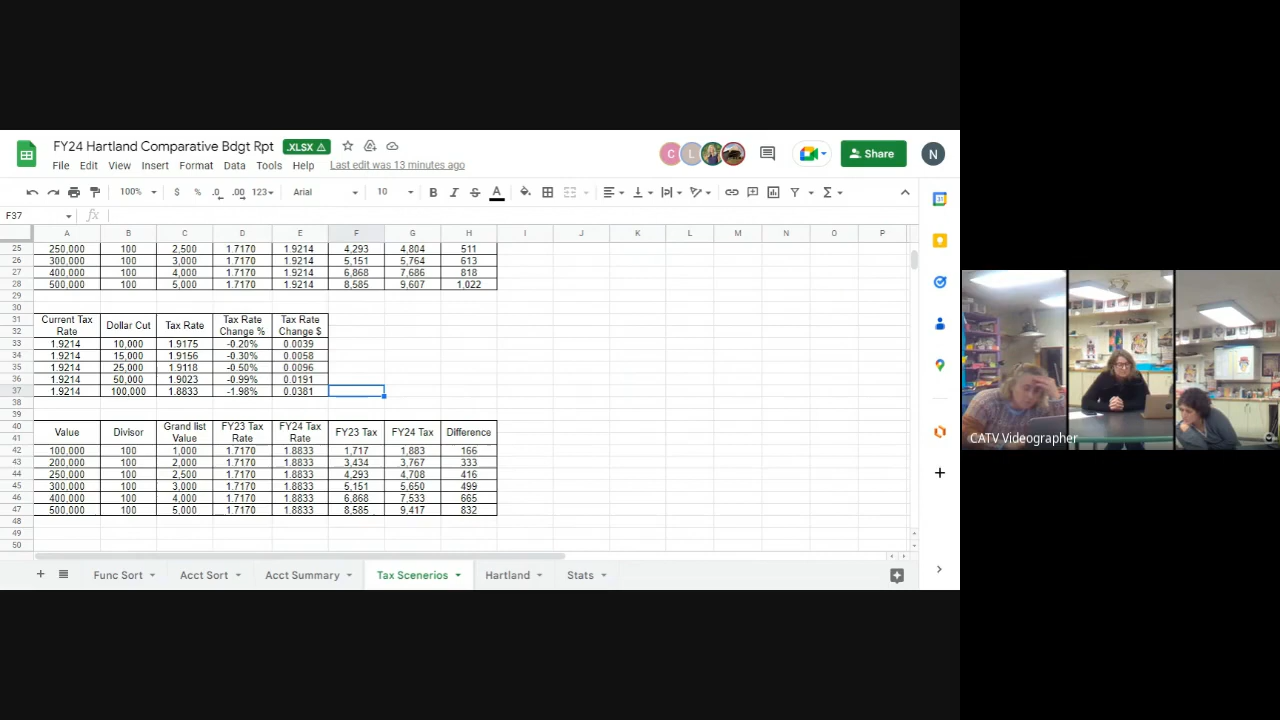 FY24 Hartland Comparative Bdgt Rpt .XLSX
File Edit View Insert Format Data Tools Help Last edit was 13 minutes ago
C L Share N
100% $ % .0 .00 123 Arial 10 B I S A Σ
F37 fx
A B C D E F G H I J K L M N O P
25 250,000 100 2,500 1.7170 1.9214 4,293 4,804 511
26 300,000 100 3,000 1.7170 1.9214 5,151 5,764 613
27 400,000 100 4,000 1.7170 1.9214 6,868 7,686 818
28 500,000 100 5,000 1.7170 1.9214 8,585 9,607 1,022
29
30
31 Current Tax Dollar Cut Tax Rate Tax Rate Tax Rate
32 Rate Change % Change $
33 1.9214 10,000 1.9175 -0.20% 0.0039
34 1.9214 15,000 1.9156 -0.30% 0.0058
35 1.9214 25,000 1.9118 -0.50% 0.0096
36 1.9214 50,000 1.9023 -0.99% 0.0191
37 1.9214 100,000 1.8833 -1.98% 0.0381
38
39
40 Value Divisor Grand list FY23 Tax FY24 Tax FY23 Tax FY24 Tax Difference
41 Value Rate Rate
42 100,000 100 1,000 1.7170 1.8833 1,717 1,883 166
43 200,000 100 2,000 1.7170 1.8833 3,434 3,767 333
44 250,000 100 2,500 1.7170 1.8833 4,293 4,708 416
45 300,000 100 3,000 1.7170 1.8833 5,151 5,650 499
46 400,000 100 4,000 1.7170 1.8833 6,868 7,533 665
47 500,000 100 5,000 1.7170 1.8833 8,585 9,417 832
48
49
50
Func Sort Acct Sort Acct Summary Tax Scenerios Hartland Stats
CATV Videographer